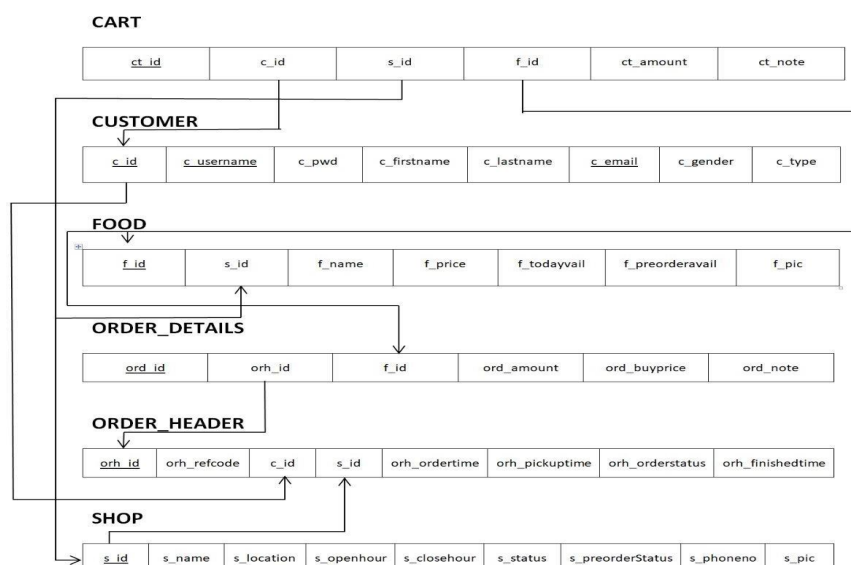 CART
ct_id c_id s_id f_id ct_amount ct_note
CUSTOMER
c_id c_username c_pwd c_firstname c_lastname c_email c_gender c_type
FOOD
f_id s_id f_name f_price f_todayvail f_preorderavail f_pic
ORDER_DETAILS
ord_id orh_id f_id ord_amount ord_buyprice ord_note
ORDER_HEADER
orh_id orh_refcode c_id s_id orh_ordertime orh_pickuptime orh_orderstatus orh_finishedtime
SHOP
s_id s_name s_location s_openhour s_closehour s_status s_preorderStatus s_phoneno s_pic